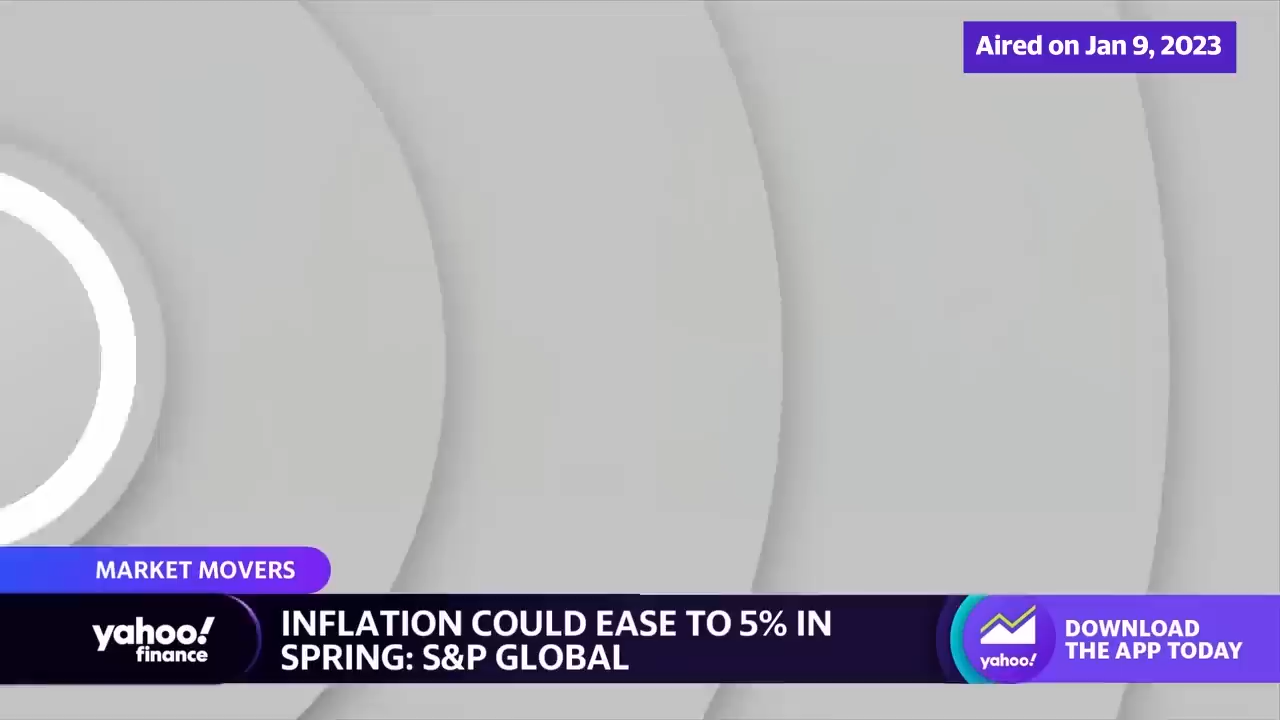 Aired on Jan 9, 2023
MARKET MOVERS
yahoo!
finance
INFLATION COULD EASE TO 5% IN
SPRING: S&P GLOBAL
yahoo!
DOWNLOAD
THE APP TODAY